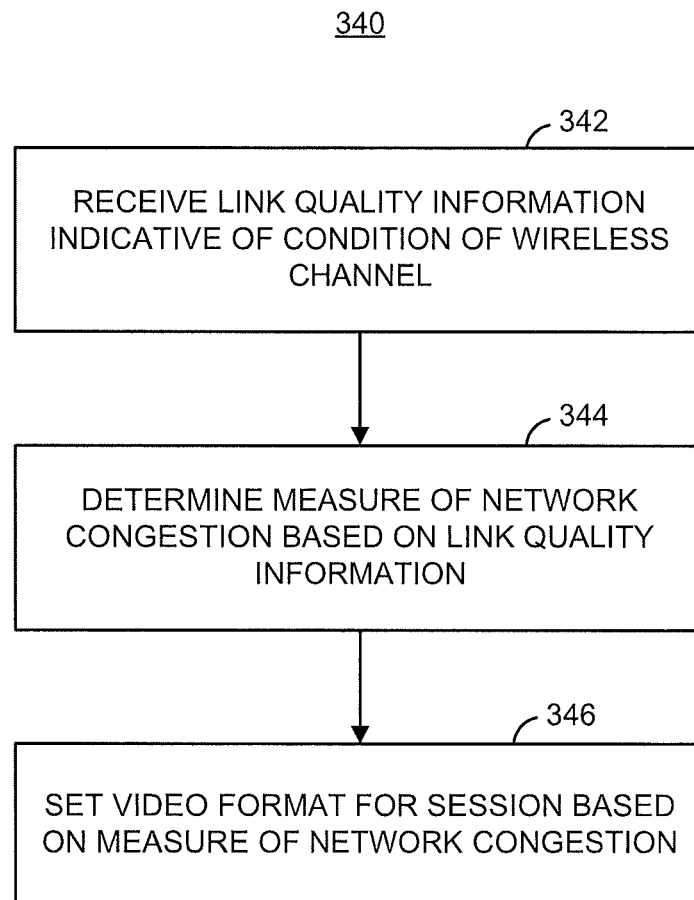 340
342
RECEIVE LINK QUALITY INFORMATION
INDICATIVE OF CONDITION OF WIRELESS
CHANNEL
344
DETERMINE MEASURE OF NETWORK
CONGESTION BASED ON LINK QUALITY
INFORMATION
346
SET VIDEO FORMAT FOR SESSION BASED
ON MEASURE OF NETWORK CONGESTION